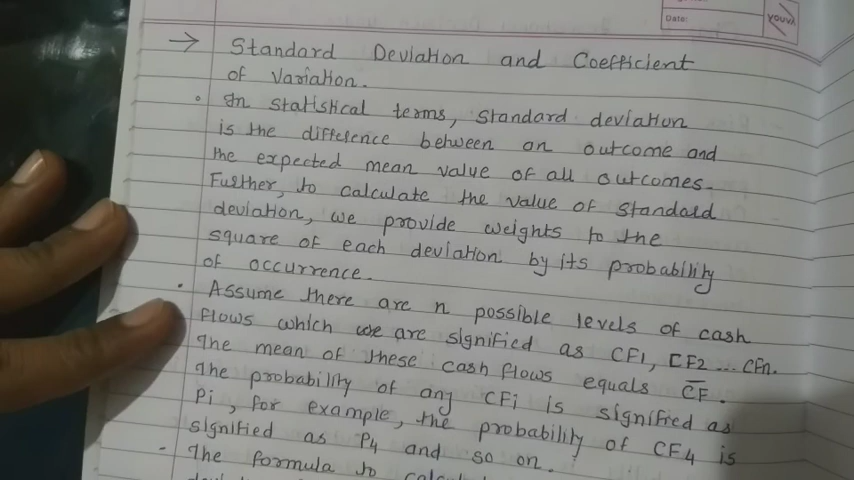 Date:
YOUVA
→ Standard Deviation and Coefficient
of Variation.
• In statistical terms, standard deviation
is the difference between an outcome and
the expected mean value of all outcomes.
Further, to calculate the value of standard
deviation, we provide weights to the
square of each deviation by its probability
of occurrence.
• Assume there are n possible levels of cash
flows which we are signified as CF1, CF2 ... CFn.
The mean of these cash flows equals C̅F̅.
The probability of any CFi is signified as
Pi, for example, the probability of CF4 is
signified as P4 and so on.
- The formula to